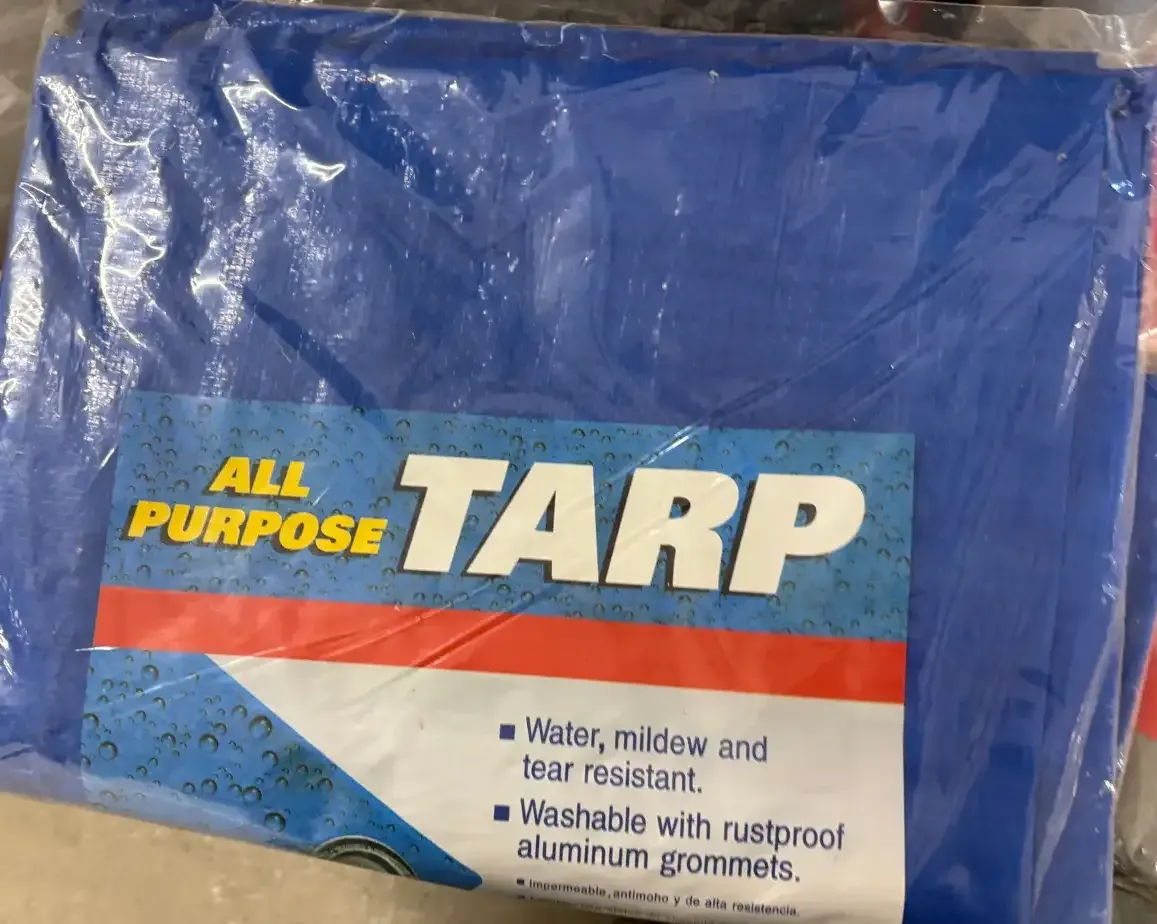 ALL
PURPOSE
TARP
▪ Water, mildew and
tear resistant.
▪ Washable with rustproof
aluminum grommets.
▪ Impermeable, antimoho y de alta resistencia.